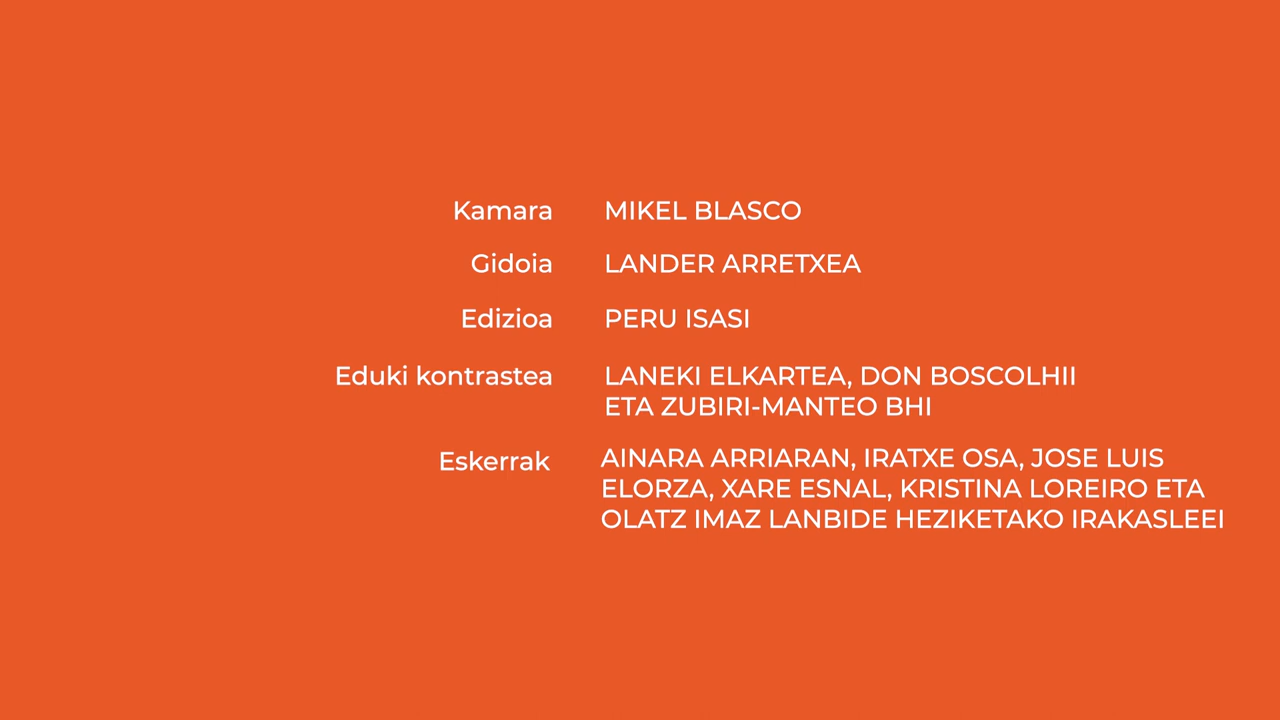 Kamara MIKEL BLASCO
Gidoia LANDER ARRETXEA
Edizioa PERU ISASI
Eduki kontrastea LANEKI ELKARTEA, DON BOSCOLHII
ETA ZUBIRI-MANTEO BHI
Eskerrak AINARA ARRIARAN, IRATXE OSA, JOSE LUIS
ELORZA, XARE ESNAL, KRISTINA LOREIRO ETA
OLATZ IMAZ LANBIDE HEZIKETAKO IRAKASLEEI